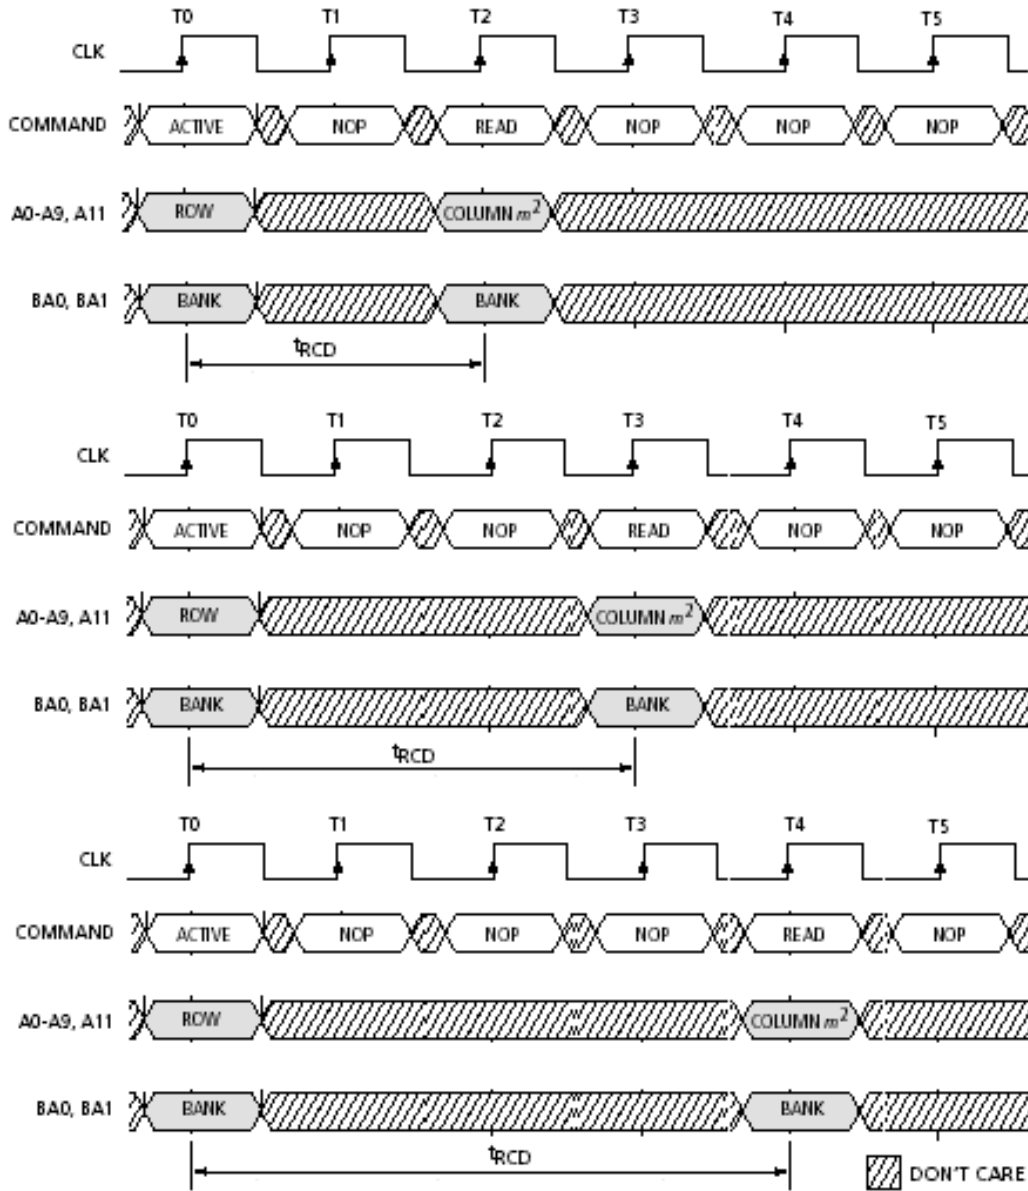 T0 T1 T2 T3 T4 T5
CLK
COMMAND ACTIVE NOP READ NOP NOP NOP
A0-A9, A11 ROW COLUMN m2
BA0, BA1 BANK BANK
tRCD
T0 T1 T2 T3 T4 T5
CLK
COMMAND ACTIVE NOP NOP READ NOP NOP
A0-A9, A11 ROW COLUMN m2
BA0, BA1 BANK BANK
tRCD
T0 T1 T2 T3 T4 T5
CLK
COMMAND ACTIVE NOP NOP NOP READ NOP
A0-A9, A11 ROW COLUMN m2
BA0, BA1 BANK BANK
tRCD
DON'T CARE